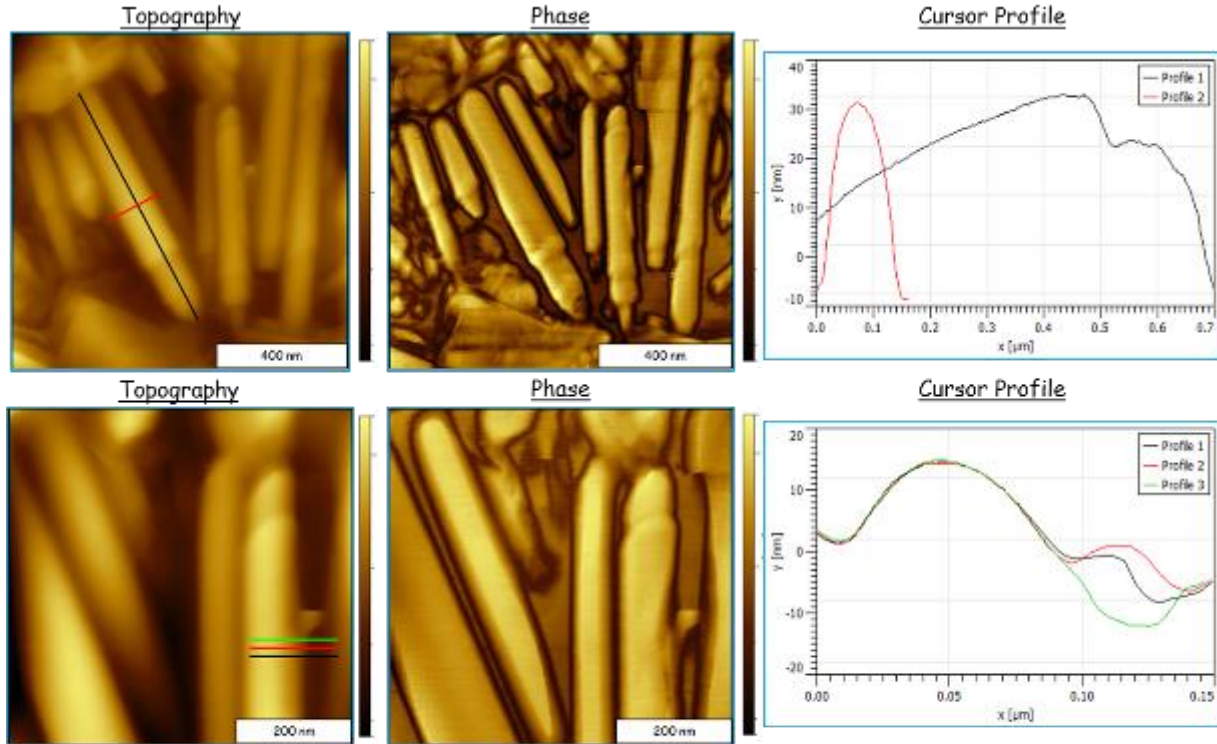 Topography
Phase
Cursor Profile
400 nm
400 nm
40
30
20
10
0
-10
y [nm]
Profile 1
Profile 2
0.0 0.1 0.2 0.3 0.4 0.5 0.6 0.7
x [µm]
Topography
Phase
Cursor Profile
200 nm
200 nm
20
10
0
-10
-20
y [nm]
Profile 1
Profile 2
Profile 3
0.00 0.05 0.10 0.15
x [µm]